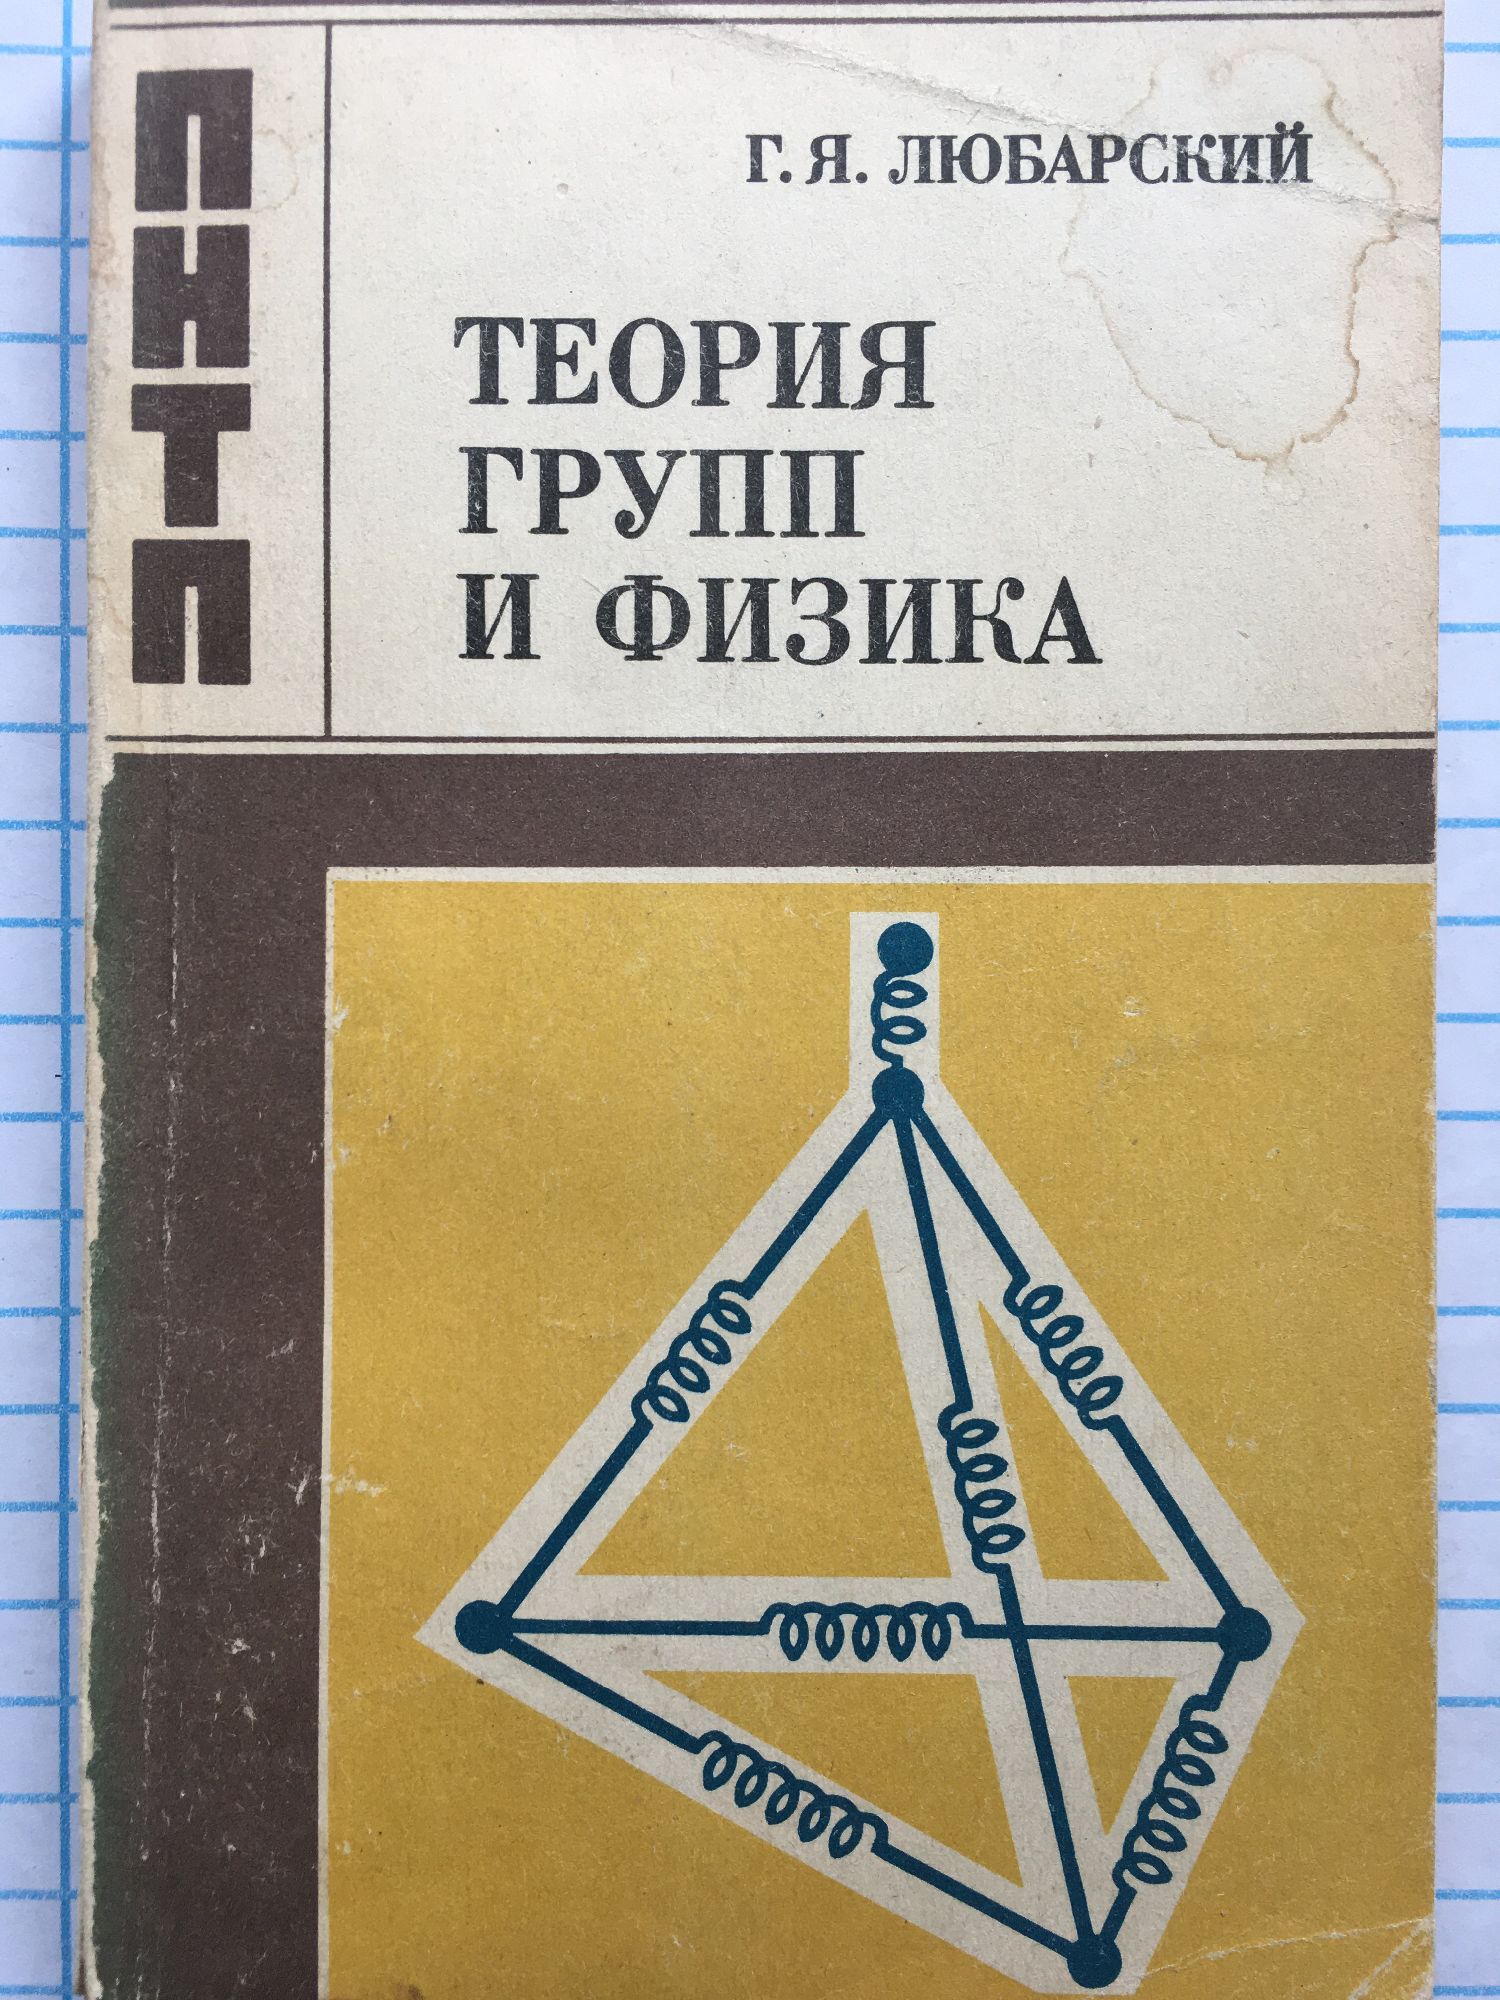 ПНТП
Г. Я. ЛЮБАРСКИЙ
ТЕОРИЯ
ГРУПП
И ФИЗИКА